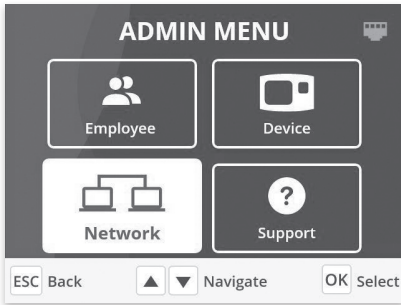 ADMIN MENU
Employee
Device
Network
?
Support
ESC Back
▲ ▼ Navigate
OK Select